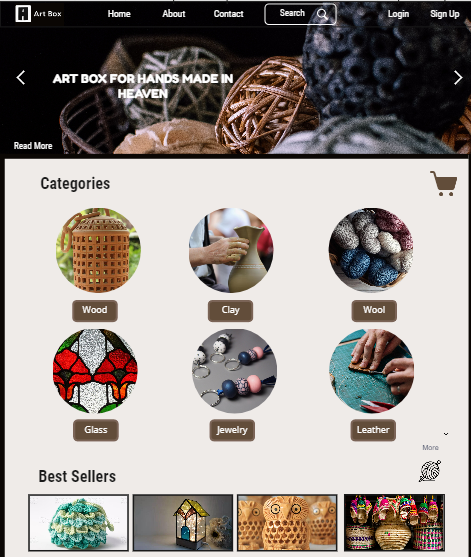 Art Box
Home
About
Contact
Search
Login
Sign Up
ART BOX FOR HANDS MADE IN
HEAVEN
Read More
Categories
Wood
Clay
Wool
Glass
Jewelry
Leather
More
Best Sellers